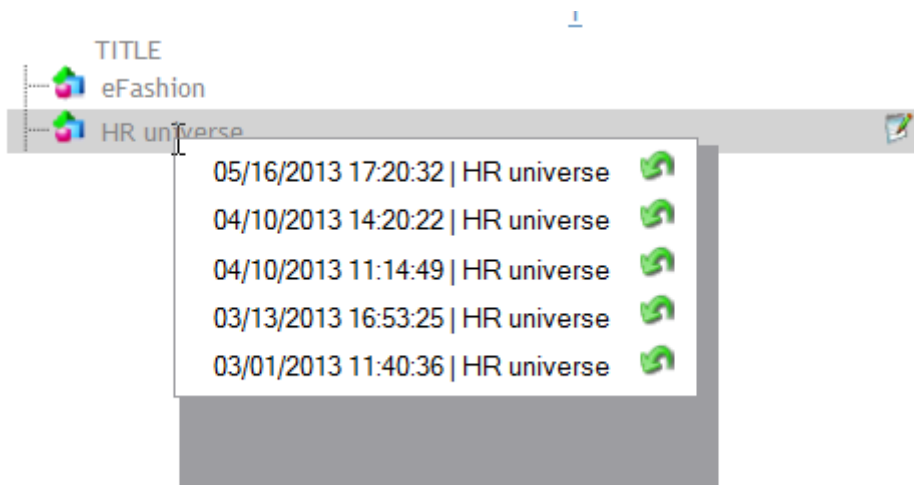 TITLE
eFashion
HR universe
05/16/2013 17:20:32 | HR universe
04/10/2013 14:20:22 | HR universe
04/10/2013 11:14:49 | HR universe
03/13/2013 16:53:25 | HR universe
03/01/2013 11:40:36 | HR universe